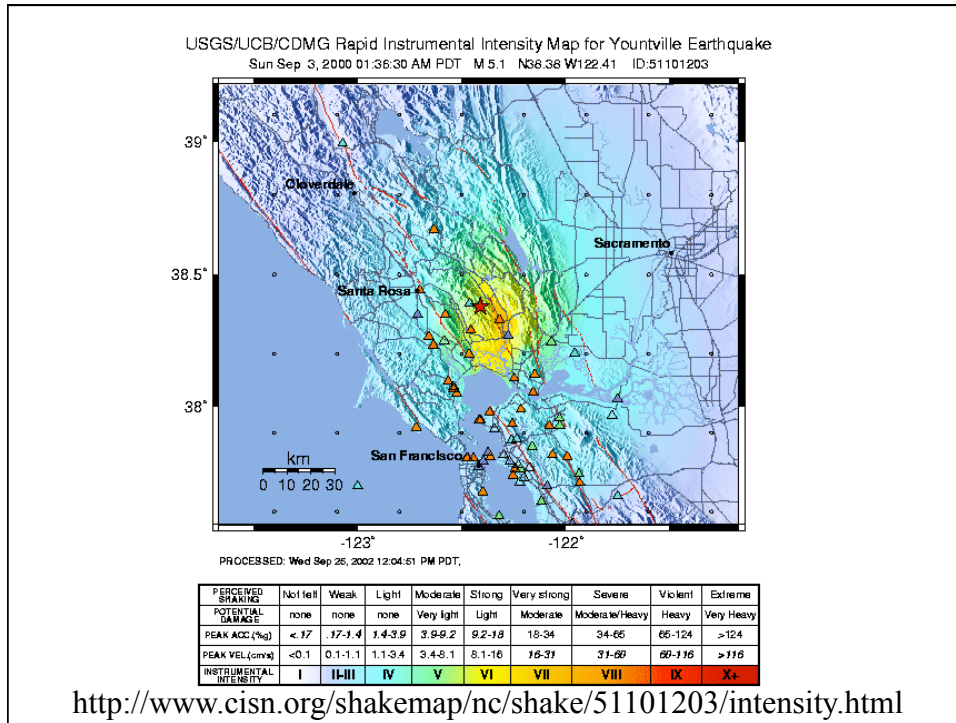 USGS/UCB/CDMG Rapid Instrumental Intensity Map for Yountville Earthquake
Sun Sep 3, 2000 01:36:30 AM PDT M 5.1 N38.38 W122.41 ID:51101203
39°
Cloverdale
Sacramento
38.5°
Santa Rosa
38°
San Francisco
km
0 10 20 30
-123° -122°
PROCESSED: Wed Sep 25, 2002 12:04:51 PM PDT,
PERCEIVED SHAKING Not felt Weak Light Moderate Strong Very strong Severe Violent Extreme
POTENTIAL DAMAGE none none none Very light Light Moderate Moderate/Heavy Heavy Very Heavy
PEAK ACC.(%g) <.17 .17-1.4 1.4-3.9 3.9-9.2 9.2-18 18-34 34-65 65-124 >124
PEAK VEL.(cm/s) <0.1 0.1-1.1 1.1-3.4 3.4-8.1 8.1-16 16-31 31-60 60-116 >116
INSTRUMENTAL INTENSITY I II-III IV V VI VII VIII IX X+
http://www.cisn.org/shakemap/nc/shake/51101203/intensity.html